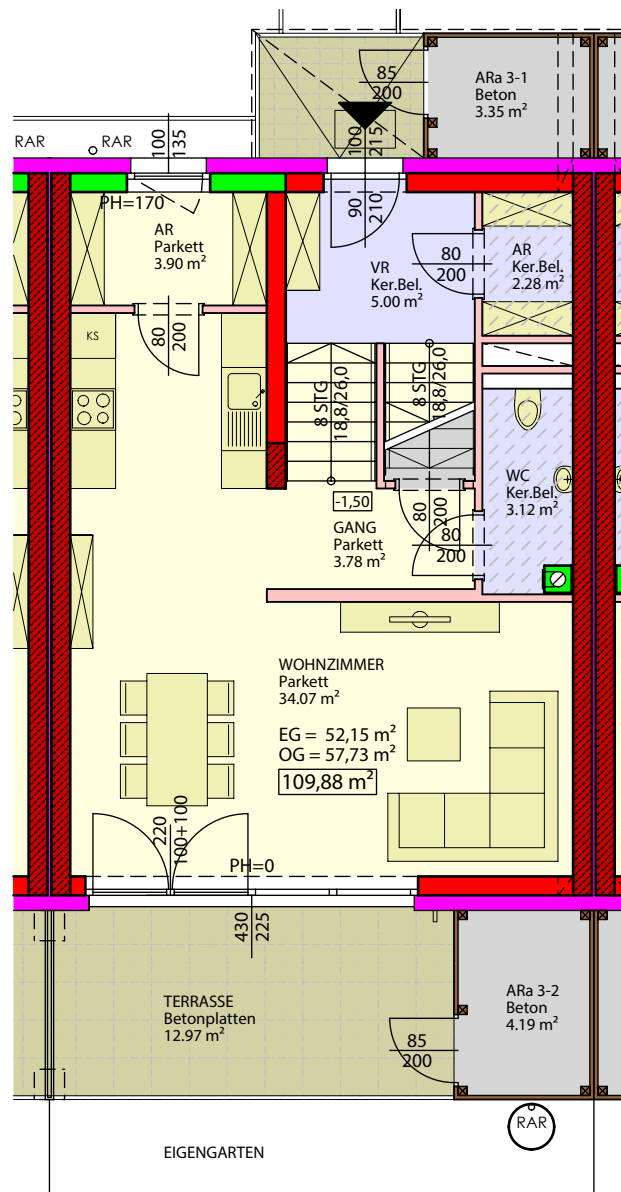 85
200
ARa 3-1
Beton
3.35 m²
RAR
RAR
100
135
100
215
PH=170
90
210
AR
Parkett
3.90 m²
VR
Ker.Bel.
5.00 m²
80
200
AR
Ker.Bel.
2.28 m²
KS
80
200
8 STG
18,8/26,0
8 STG
18,8/26,0
WC
Ker.Bel.
3.12 m²
-1,50
GANG
Parkett
3.78 m²
80
200
80
200
WOHNZIMMER
Parkett
34.07 m²
EG = 52,15 m²
OG = 57,73 m²
109,88 m²
220
100+100
PH=0
430
225
TERRASSE
Betonplatten
12.97 m²
ARa 3-2
Beton
4.19 m²
85
200
RAR
EIGENGARTEN